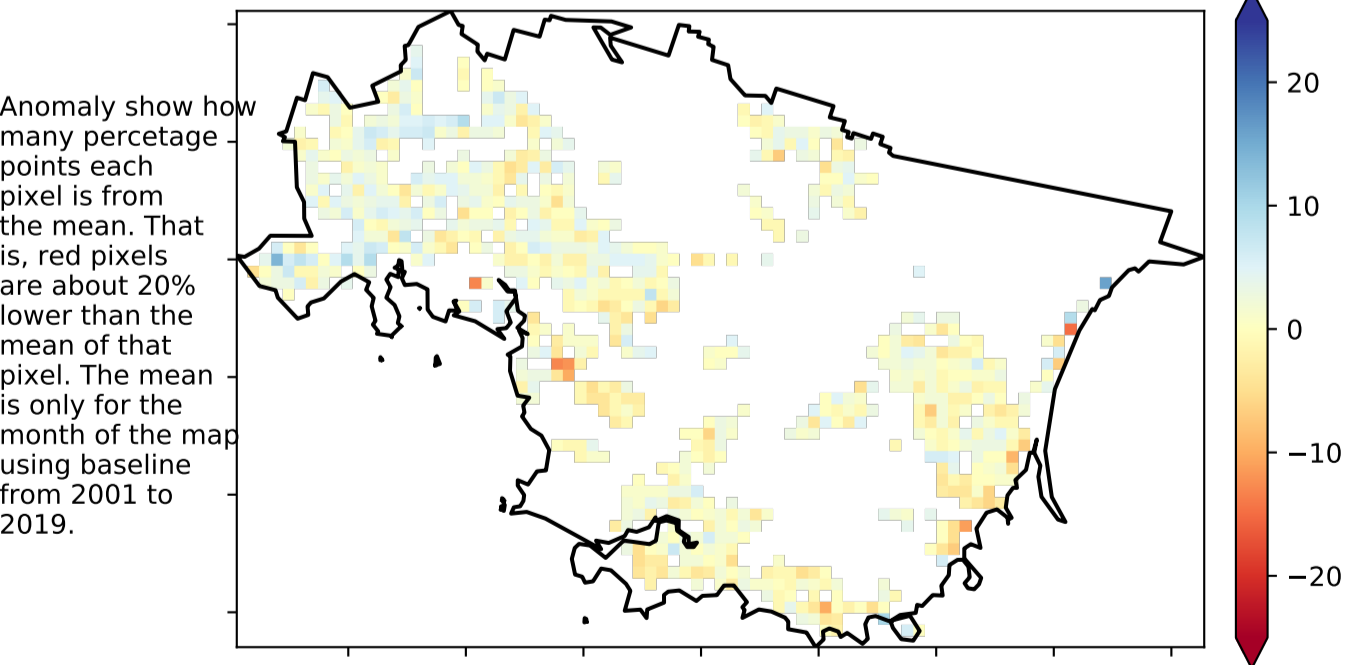 Anomaly show how
many percetage
points each
pixel is from
the mean. That
is, red pixels
are about 20%
lower than the
mean of that
pixel. The mean
is only for the
month of the map
using baseline
from 2001 to
2019.
20
10
0
−10
−20